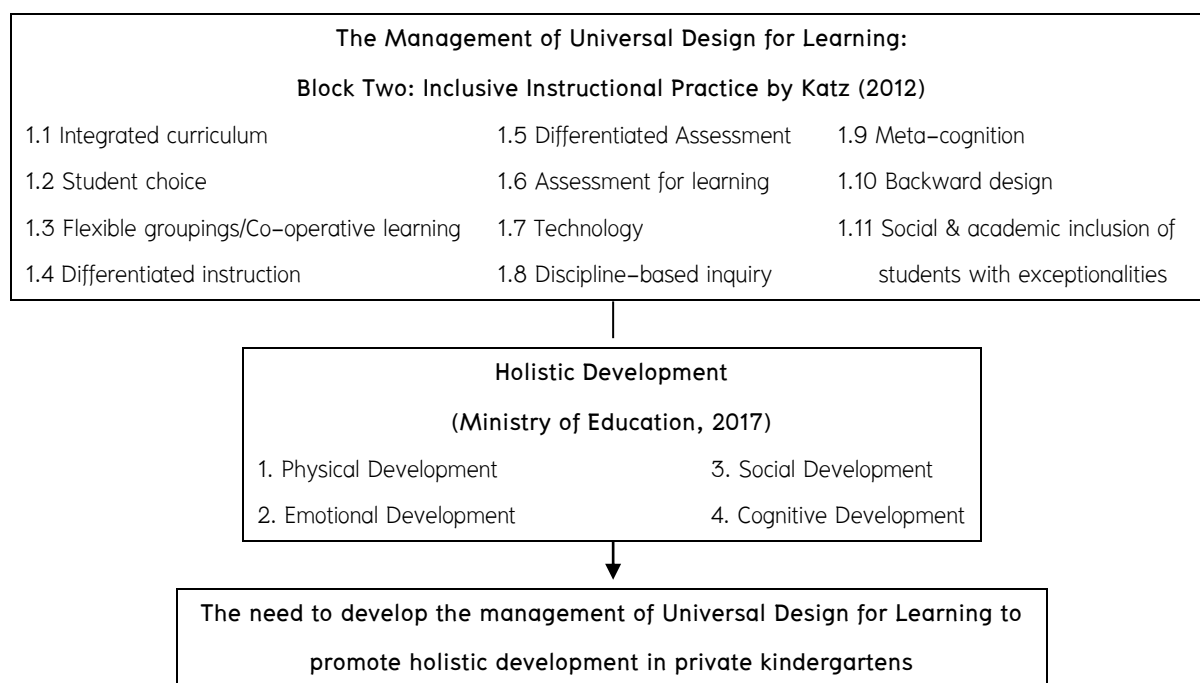 The Management of Universal Design for Learning:
Block Two: Inclusive Instructional Practice by Katz (2012)
1.1 Integrated curriculum
1.2 Student choice
1.3 Flexible groupings/Co-operative learning
1.4 Differentiated instruction
1.5 Differentiated Assessment
1.6 Assessment for learning
1.7 Technology
1.8 Discipline-based inquiry
1.9 Meta-cognition
1.10 Backward design
1.11 Social & academic inclusion of
students with exceptionalities
Holistic Development
(Ministry of Education, 2017)
1. Physical Development
2. Emotional Development
3. Social Development
4. Cognitive Development
The need to develop the management of Universal Design for Learning to
promote holistic development in private kindergartens